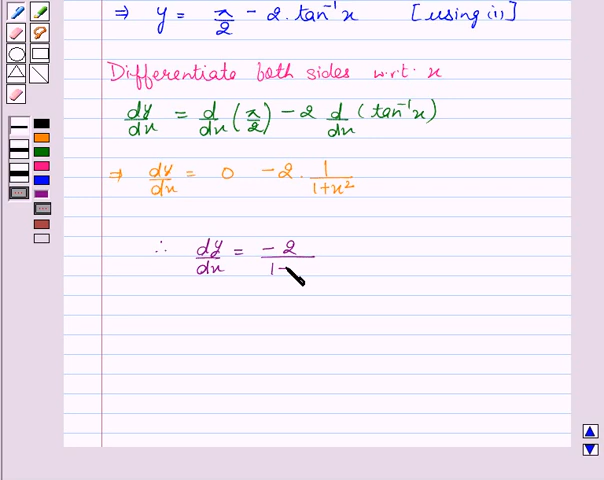 ⇒ y = π/2 - 2. tan⁻¹x [using (i)]
Differentiate both sides w.r.t. x
dy/dx = d/dx (π/2) - 2 d/dx (tan⁻¹x)
⇒ dy/dx = 0 - 2 . 1/1+x²
∴ dy/dx = -2/1-